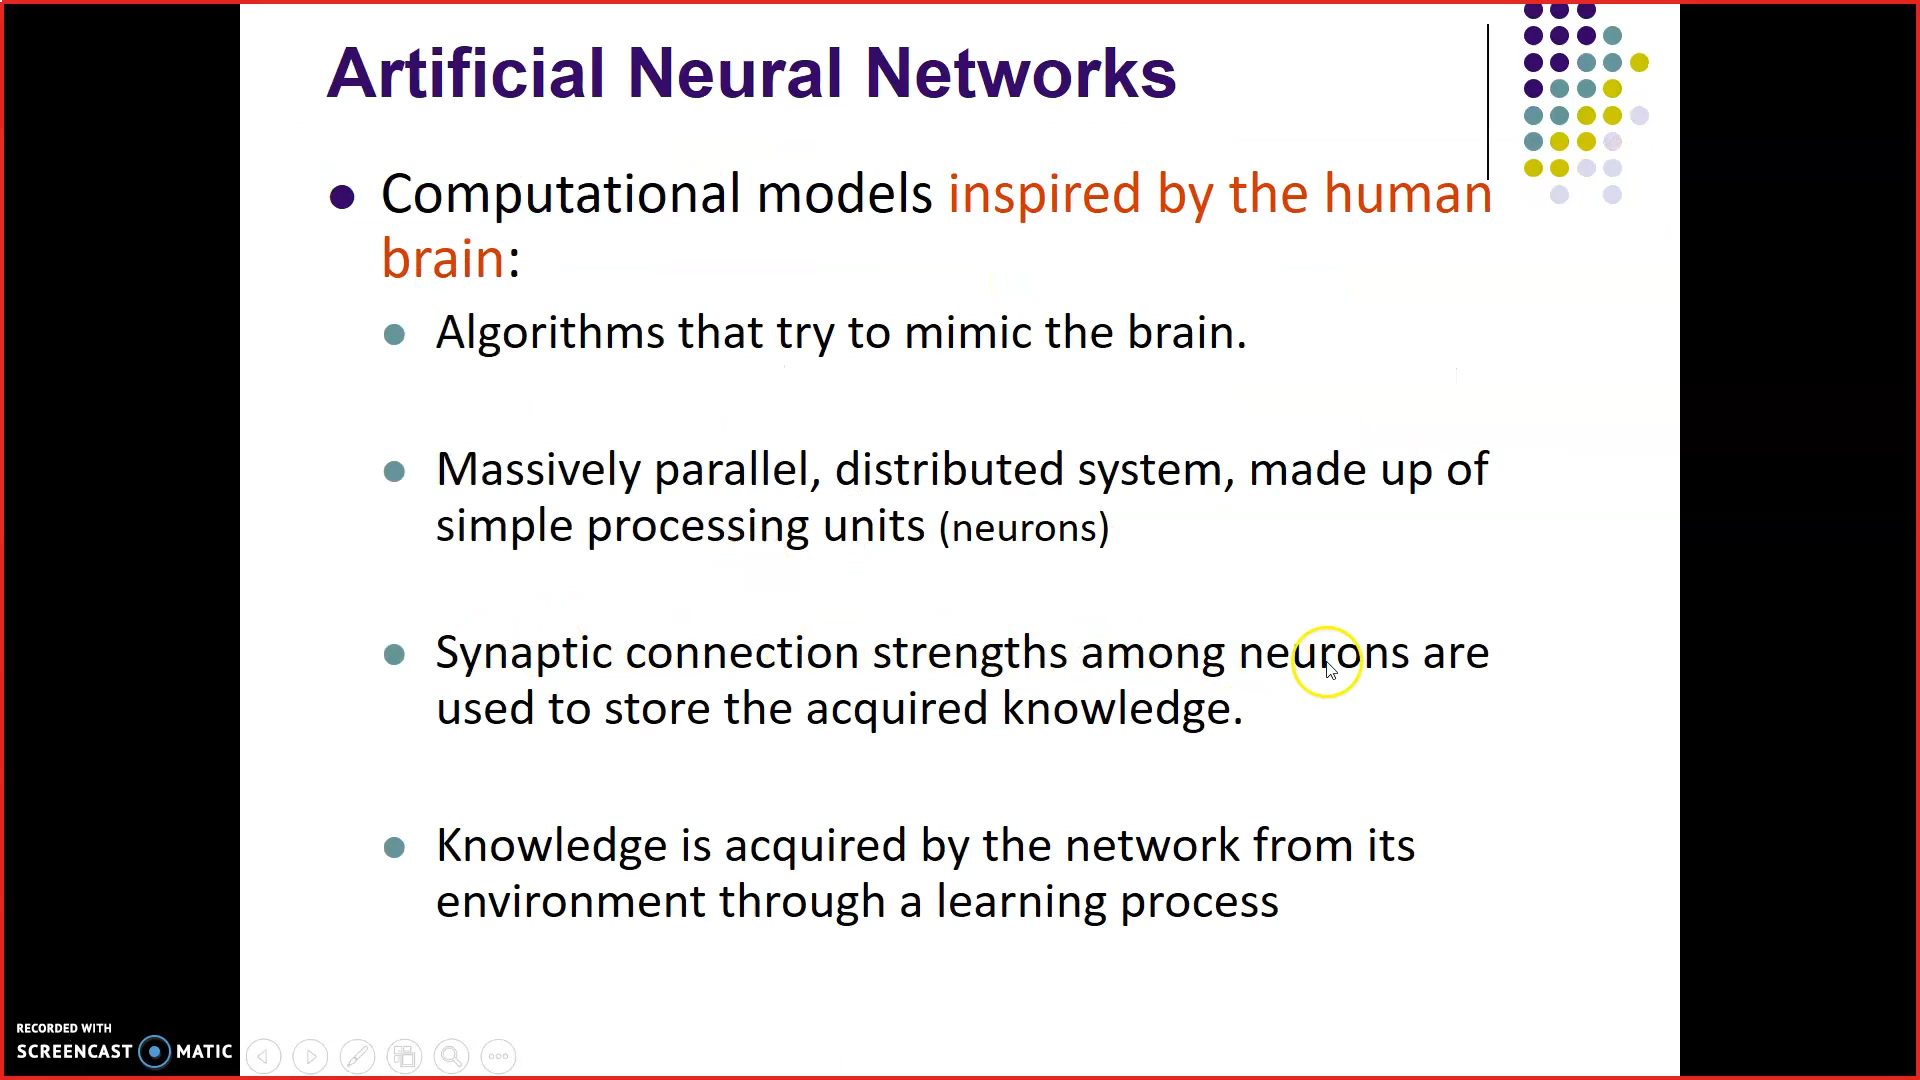 Artificial Neural Networks
Computational models inspired by the human
brain:
Algorithms that try to mimic the brain.
Massively parallel, distributed system, made up of
simple processing units (neurons)
Synaptic connection strengths among neurons are
used to store the acquired knowledge.
Knowledge is acquired by the network from its
environment through a learning process
RECORDED WITH
SCREENCAST MATIC